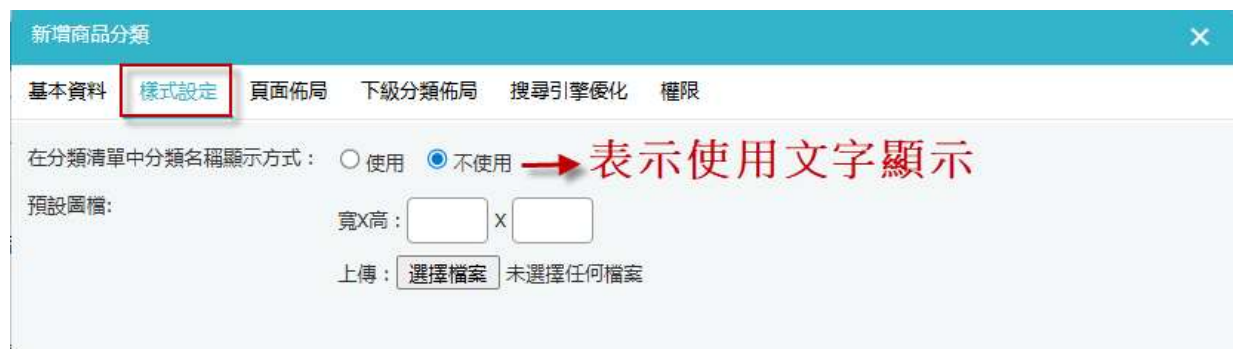 新增商品分類 ×
基本資料 樣式設定 頁面佈局 下級分類佈局 搜尋引擎優化 權限
在分類清單中分類名稱顯示方式： 使用 不使用 表示使用文字顯示
預設圖檔:
寬X高： X
上傳： 選擇檔案 未選擇任何檔案